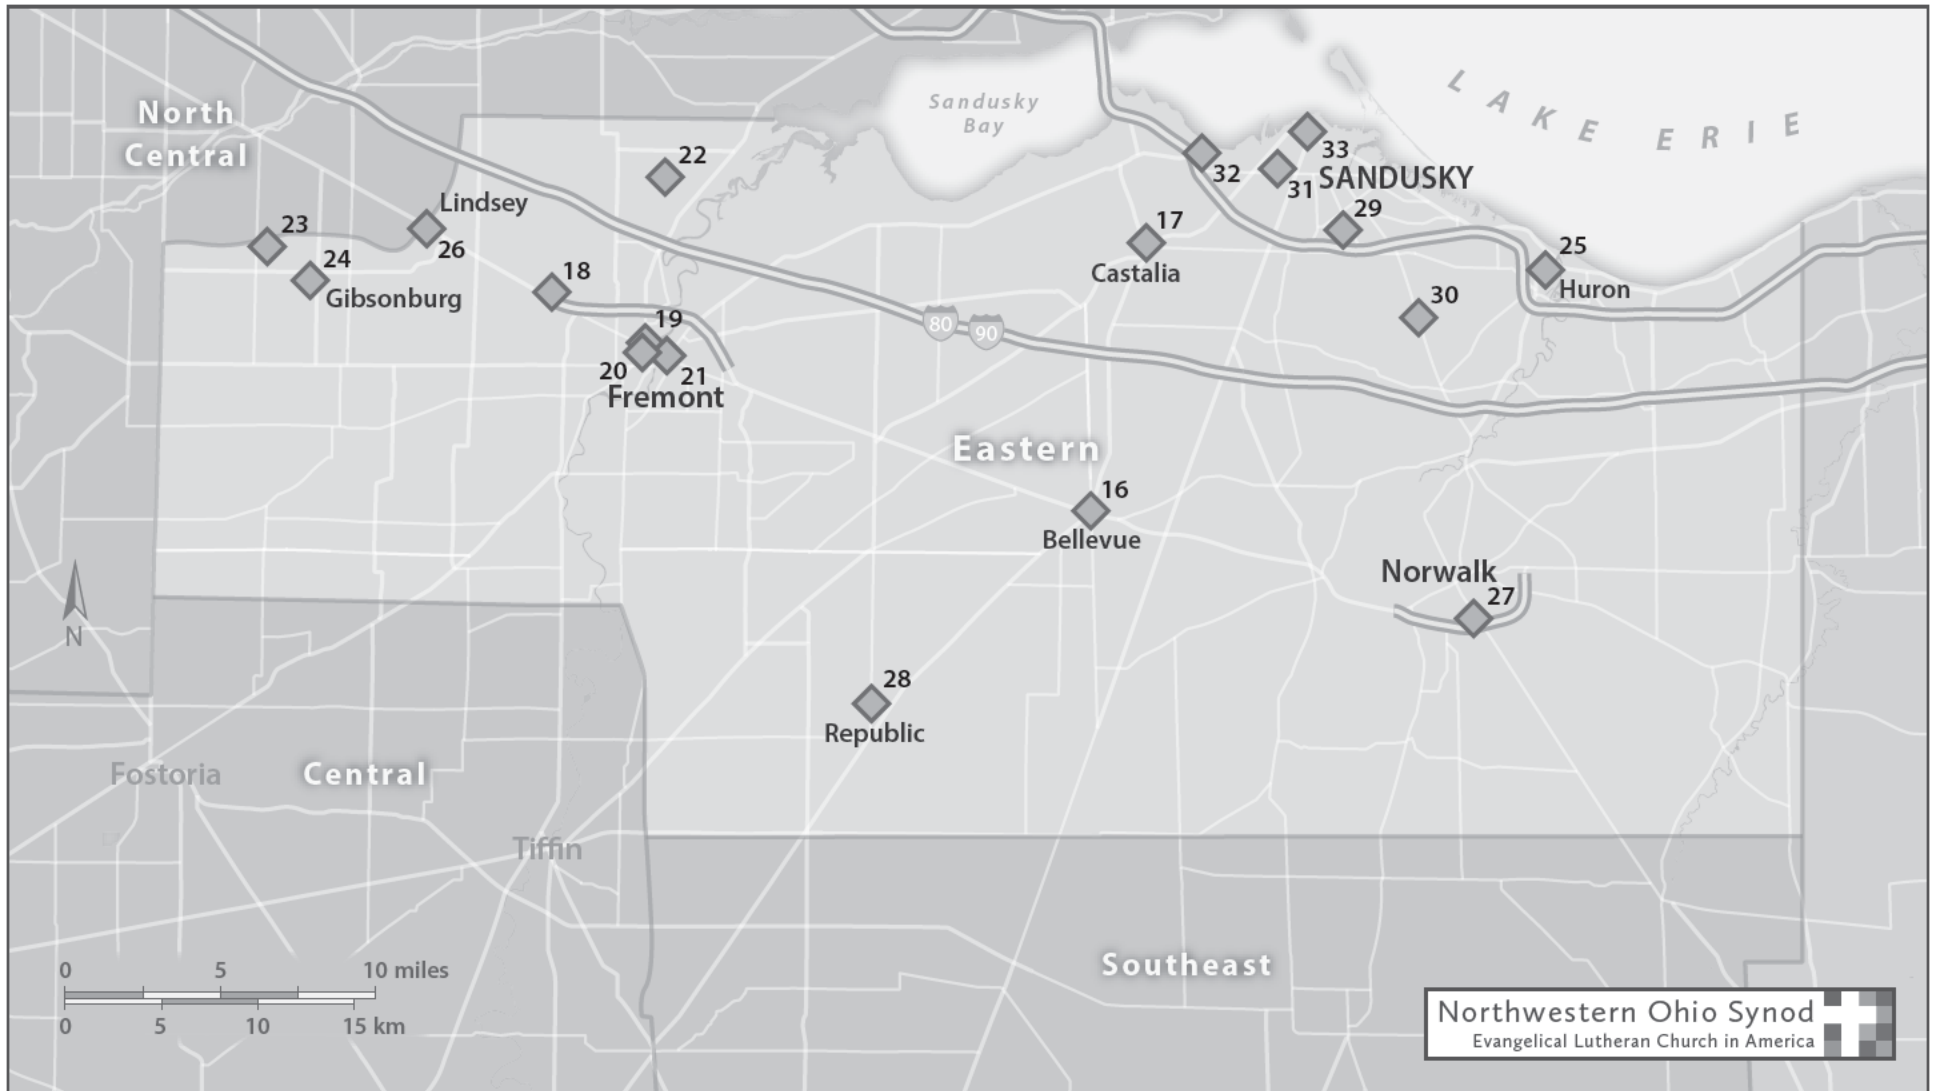 North
Central
Sandusky
Bay
LAKE ERIE
22
33
32
31
SANDUSKY
Lindsey
23
26
17
29
24
Gibsonburg
18
Castalia
25
Huron
30
19
80
90
20
21
Fremont
Eastern
16
Bellevue
Norwalk
27
N
28
Republic
Fostoria
Central
Tiffin
Southeast
0 5 10 miles
0 5 10 15 km
Northwestern Ohio Synod
Evangelical Lutheran Church in America